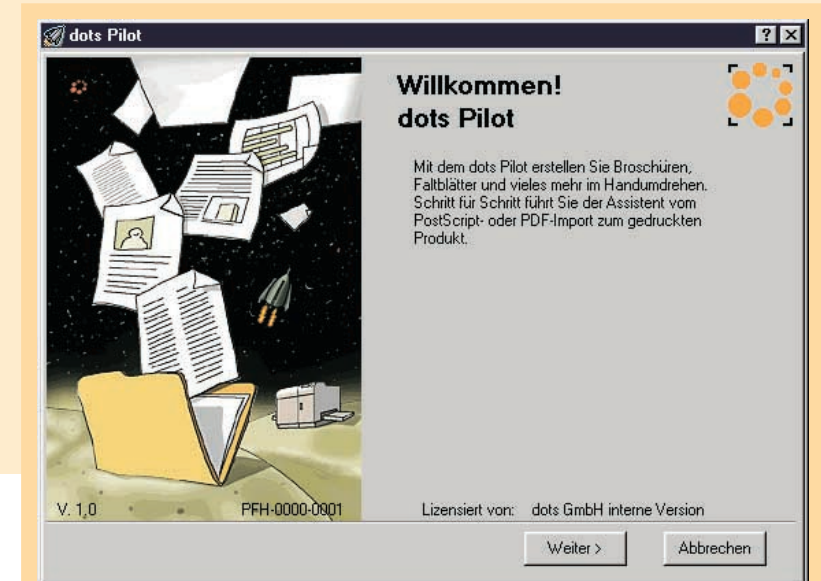 dots Pilot
Willkommen!
dots Pilot
Mit dem dots Pilot erstellen Sie Broschüren,
Faltblätter und vieles mehr im Handumdrehen.
Schritt für Schritt führt Sie der Assistent vom
PostScript- oder PDF-Import zum gedruckten
Produkt.
V. 1,0
PFH-0000-0001
Lizensiert von: dots GmbH interne Version
Weiter >
Abbrechen